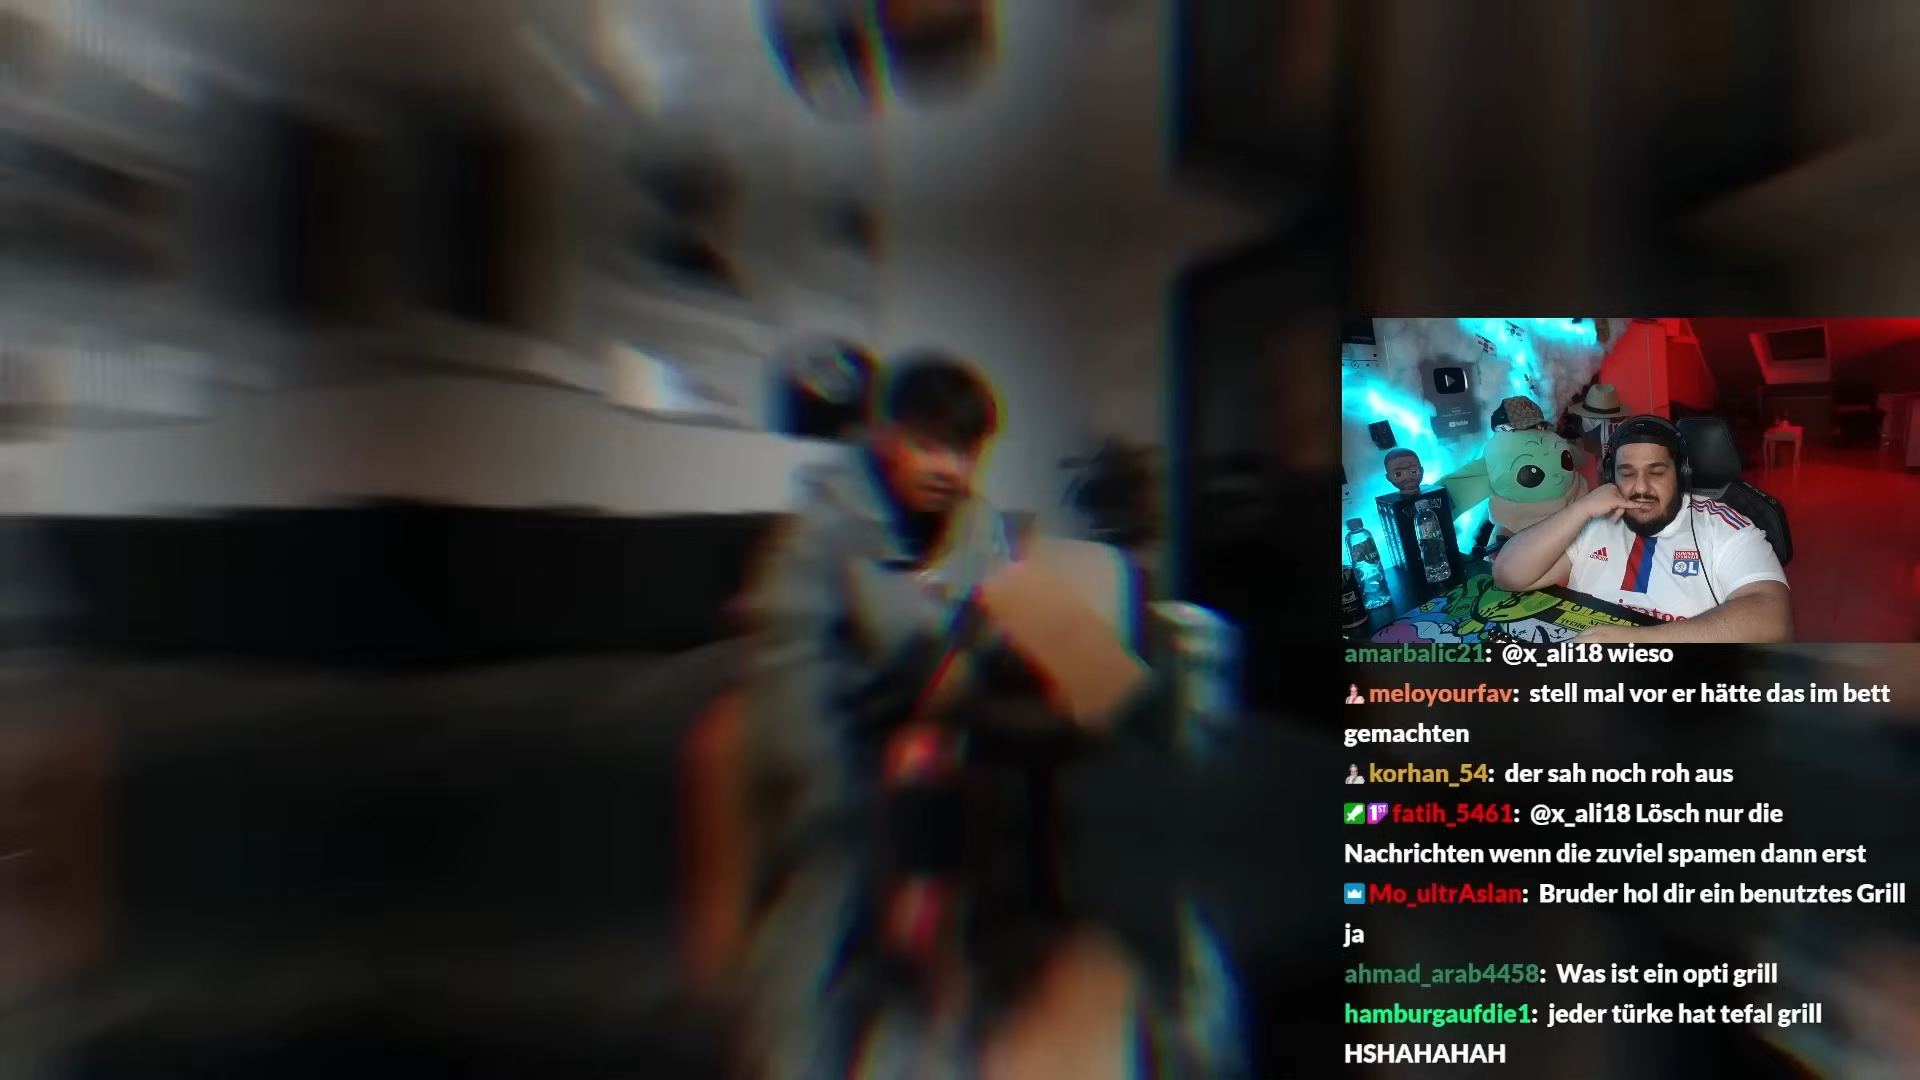 OL
amarbalic21: @x_ali18 wieso
meloyourfav: stell mal vor er hätte das im bett
gemachten
korhan_54: der sah noch roh aus
1ST fatih_5461: @x_ali18 Lösch nur die
Nachrichten wenn die zuviel spamen dann erst
Mo_ultrAslan: Bruder hol dir ein benutztes Grill
ja
ahmad_arab4458: Was ist ein opti grill
hamburgaufdie1: jeder türke hat tefal grill
HSHAHAHAH